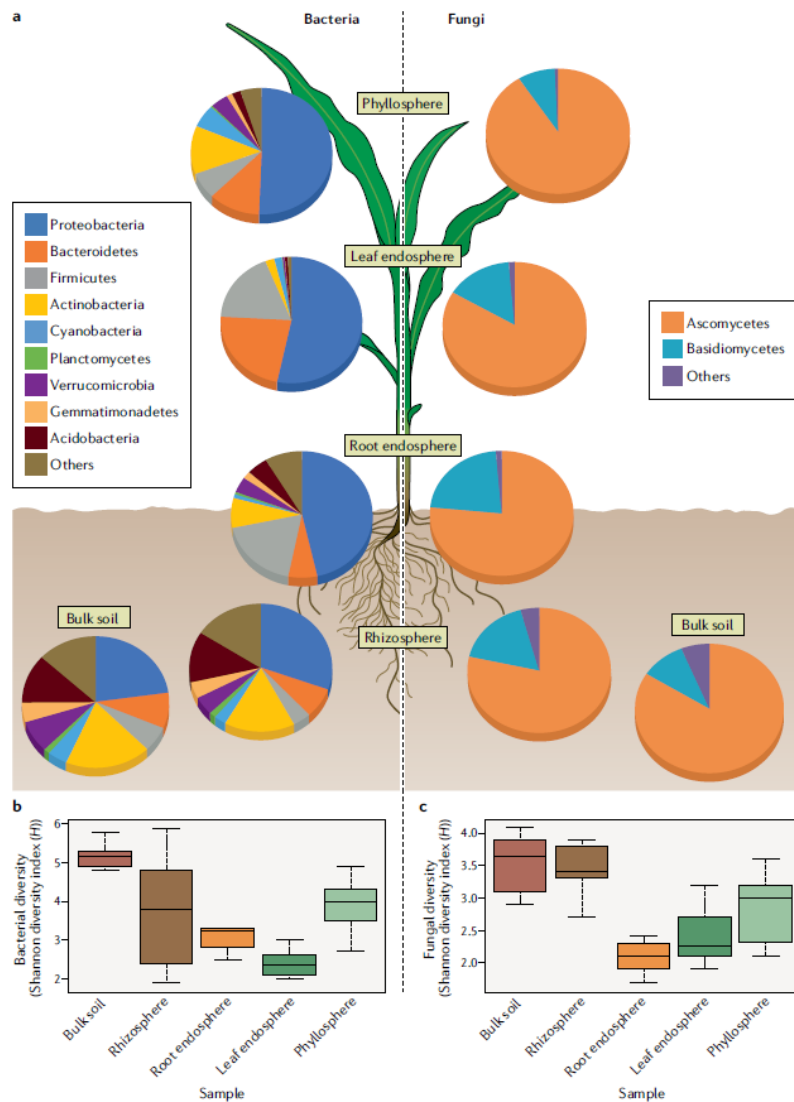 a
Bacteria
Fungi
Phyllosphere
Proteobacteria
Bacteroidetes
Firmicutes
Actinobacteria
Cyanobacteria
Planctomycetes
Verrucomicrobia
Gemmatimonadetes
Acidobacteria
Others
Leaf endosphere
Ascomycetes
Basidiomycetes
Others
Root endosphere
Bulk soil
Rhizosphere
Bulk soil
b
Bacterial diversity
(Shannon diversity index (H))
6
5
4
3
2
Bulk soil
Rhizosphere
Root endosphere
Leaf endosphere
Phyllosphere
Sample
c
Fungal diversity
(Shannon diversity index (H))
4.0
3.5
3.0
2.5
2.0
Bulk soil
Rhizosphere
Root endosphere
Leaf endosphere
Phyllosphere
Sample